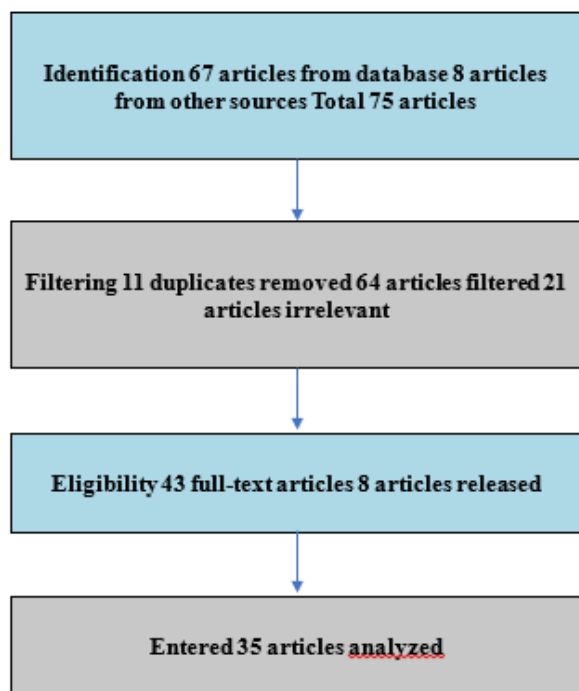 Identification 67 articles from database 8 articles
from other sources Total 75 articles
Filtering 11 duplicates removed 64 articles filtered 21
articles irrelevant
Eligibility 43 full-text articles 8 articles released
Entered 35 articles analyzed